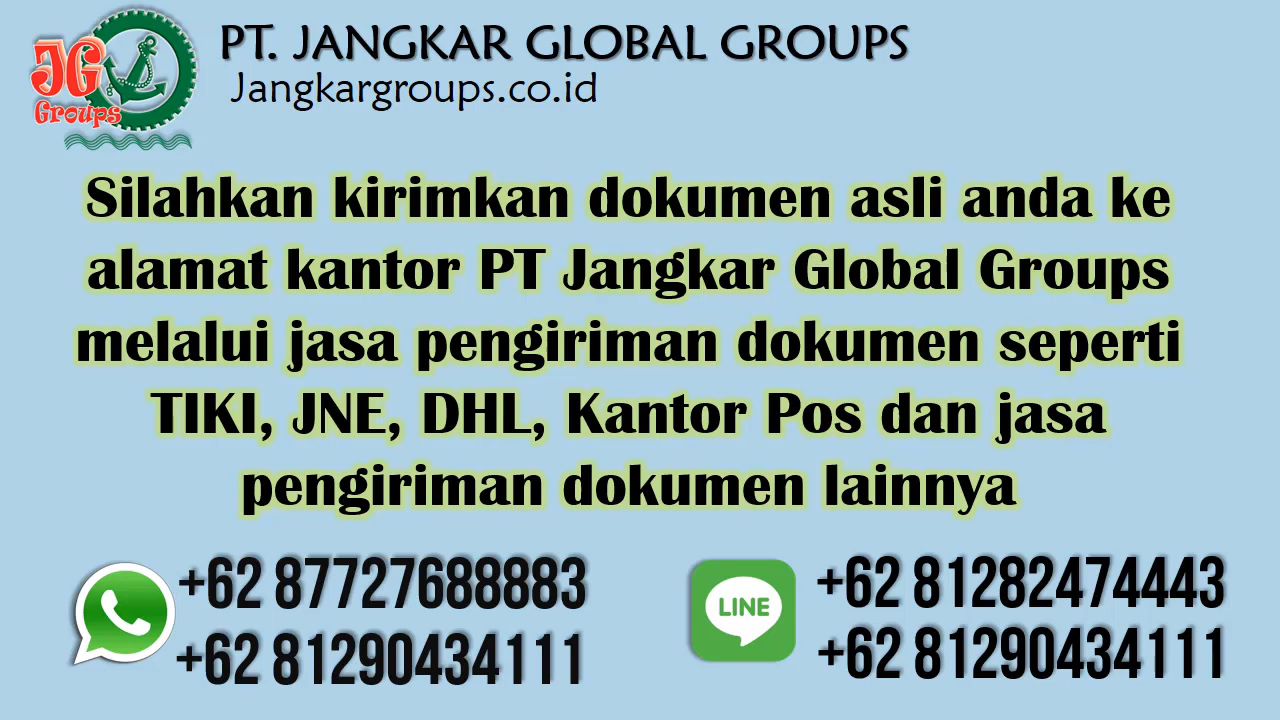 JG
Groups
PT. JANGKAR GLOBAL GROUPS
Jangkargroups.co.id
Silahkan kirimkan dokumen asli anda ke
alamat kantor PT Jangkar Global Groups
melalui jasa pengiriman dokumen seperti
TIKI, JNE, DHL, Kantor Pos dan jasa
pengiriman dokumen lainnya
+62 87727688883
+62 81290434111
LINE
+62 81282474443
+62 81290434111